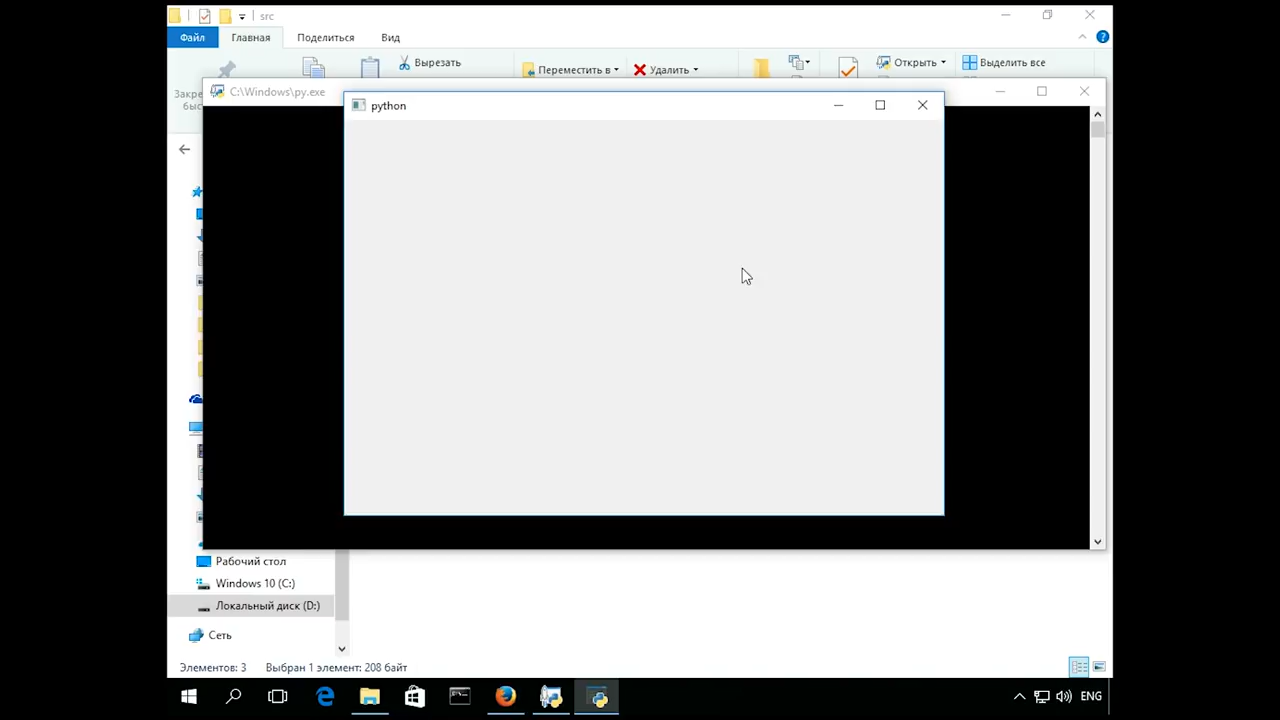 src
Файл Главная Поделиться Вид
Вырезать
Переместить в
Удалить
Открыть
Выделить все
C:\Windows\py.exe
python
Рабочий стол
Windows 10 (C:)
Локальный диск (D:)
Сеть
Элементов: 3 Выбран 1 элемент: 208 байт
ENG